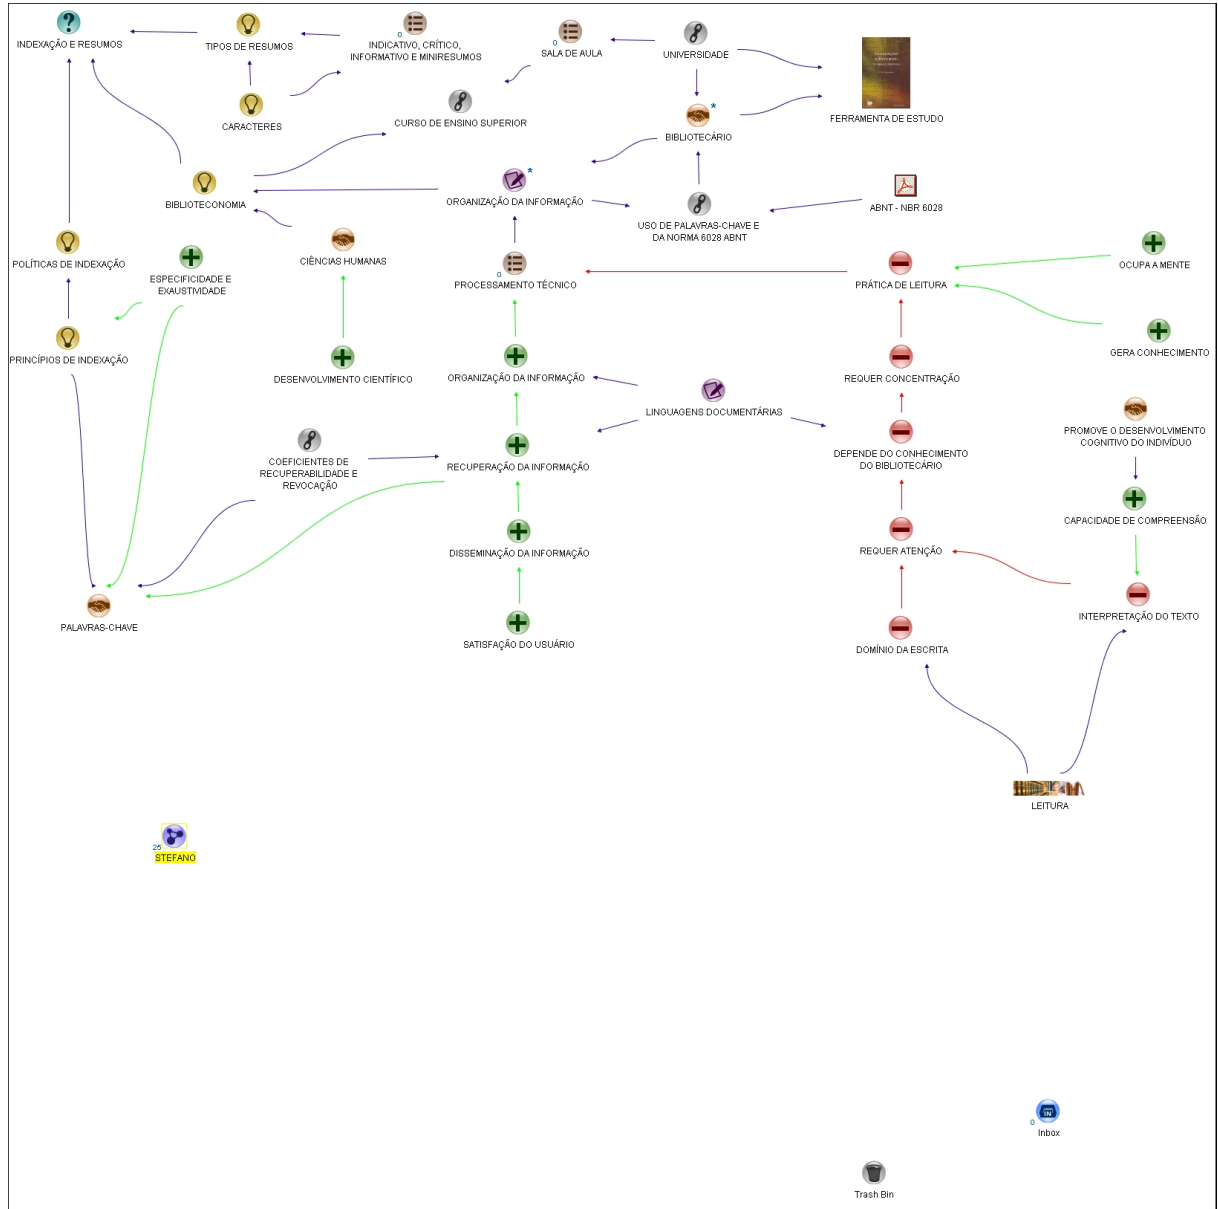 INDEXAÇÃO E RESUMOS
TIPOS DE RESUMOS
0
INDICATIVO, CRÍTICO,
INFORMATIVO E MINIRESUMOS
0
SALA DE AULA
UNIVERSIDADE
FERRAMENTA DE ESTUDO
CARACTERES
CURSO DE ENSINO SUPERIOR
*
BIBLIOTECÁRIO
BIBLIOTECONOMIA
*
ORGANIZAÇÃO DA INFORMAÇÃO
USO DE PALAVRAS-CHAVE E
DA NORMA 6028 ABNT
ABNT - NBR 6028
POLÍTICAS DE INDEXAÇÃO
ESPECIFICIDADE E
EXAUSTIVIDADE
CIÊNCIAS HUMANAS
0
PROCESSAMENTO TÉCNICO
PRÁTICA DE LEITURA
OCUPA A MENTE
PRINCÍPIOS DE INDEXAÇÃO
DESENVOLVIMENTO CIENTÍFICO
ORGANIZAÇÃO DA INFORMAÇÃO
REQUER CONCENTRAÇÃO
GERA CONHECIMENTO
LINGUAGENS DOCUMENTÁRIAS
PROMOVE O DESENVOLVIMENTO
COGNITIVO DO INDIVÍDUO
COEFICIENTES DE
RECUPERABILIDADE E
REVOCAÇÃO
RECUPERAÇÃO DA INFORMAÇÃO
DEPENDE DO CONHECIMENTO
DO BIBLIOTECÁRIO
CAPACIDADE DE COMPREENSÃO
DISSEMINAÇÃO DA INFORMAÇÃO
REQUER ATENÇÃO
PALAVRAS-CHAVE
SATISFAÇÃO DO USUÁRIO
DOMÍNIO DA ESCRITA
INTERPRETAÇÃO DO TEXTO
LEITURA
25
STEFANO
IN
0
Inbox
Trash Bin